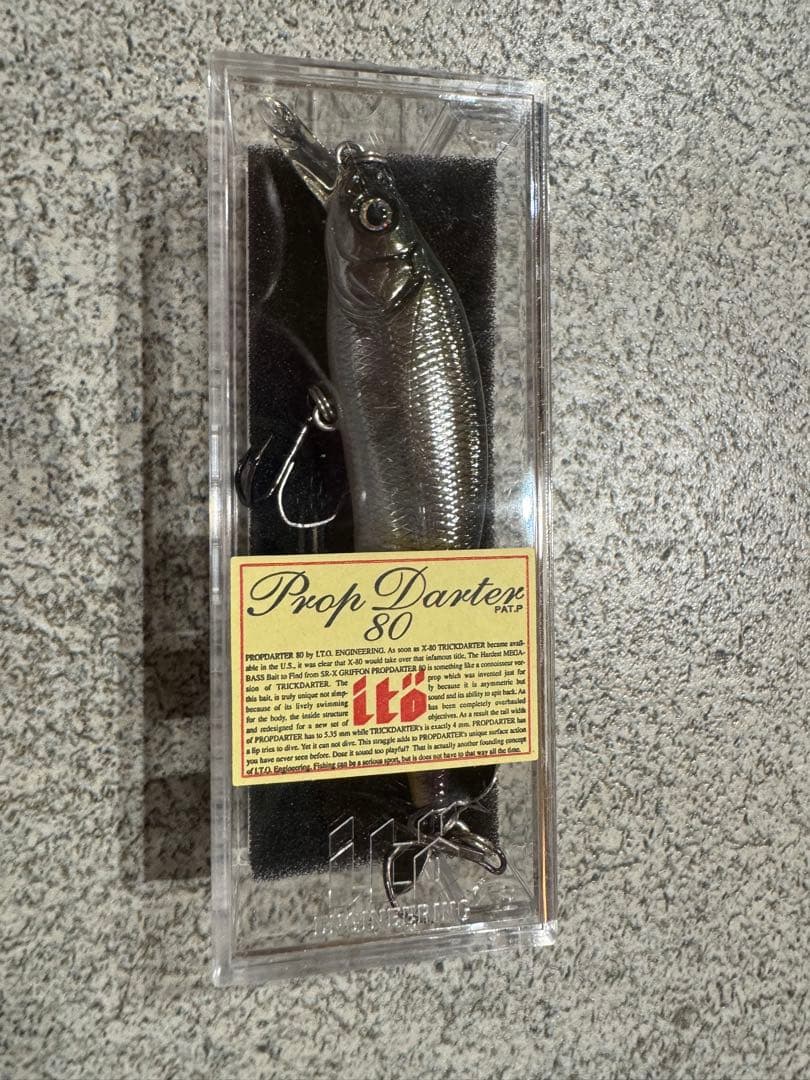 Prop Darter
PAT.P
80
PROPDARTER 80 by I.T.O. ENGINEERING. As soon as X-80 TRICKDARTER became avail-
able in the U.S., it was clear that X-80 would take over that infamous title, The Hardest MEGA-
BASS Bait to Find from SR-X GRIFFON PROPDARTER 80 is something like a connoisseur ver-
sion of TRICKDARTER. The prop which was invented just for
this bait, is truly unique not simp- ly because it is asymmetric but
because of its lively swimming sound and its ability to spit back. As
for the body, the inside structure has been completely overhauled
and redesigned for a new set of objectives. As a result the tail width
itö
of PROPDARTER has to 5.35 mm while TRICKDARTER's is exactly 4 mm. PROPDARTER has
a lip tries to dive. Yet it can not dive. This struggle adds to PROPDARTER's unique surface action
you have never seen before. Dose it sound too playful? That is actually another founding concept
of I.T.O. Engineering. Fishing can be a serious sport, but is does not have to that way all the time.
itö
ENGINEERING